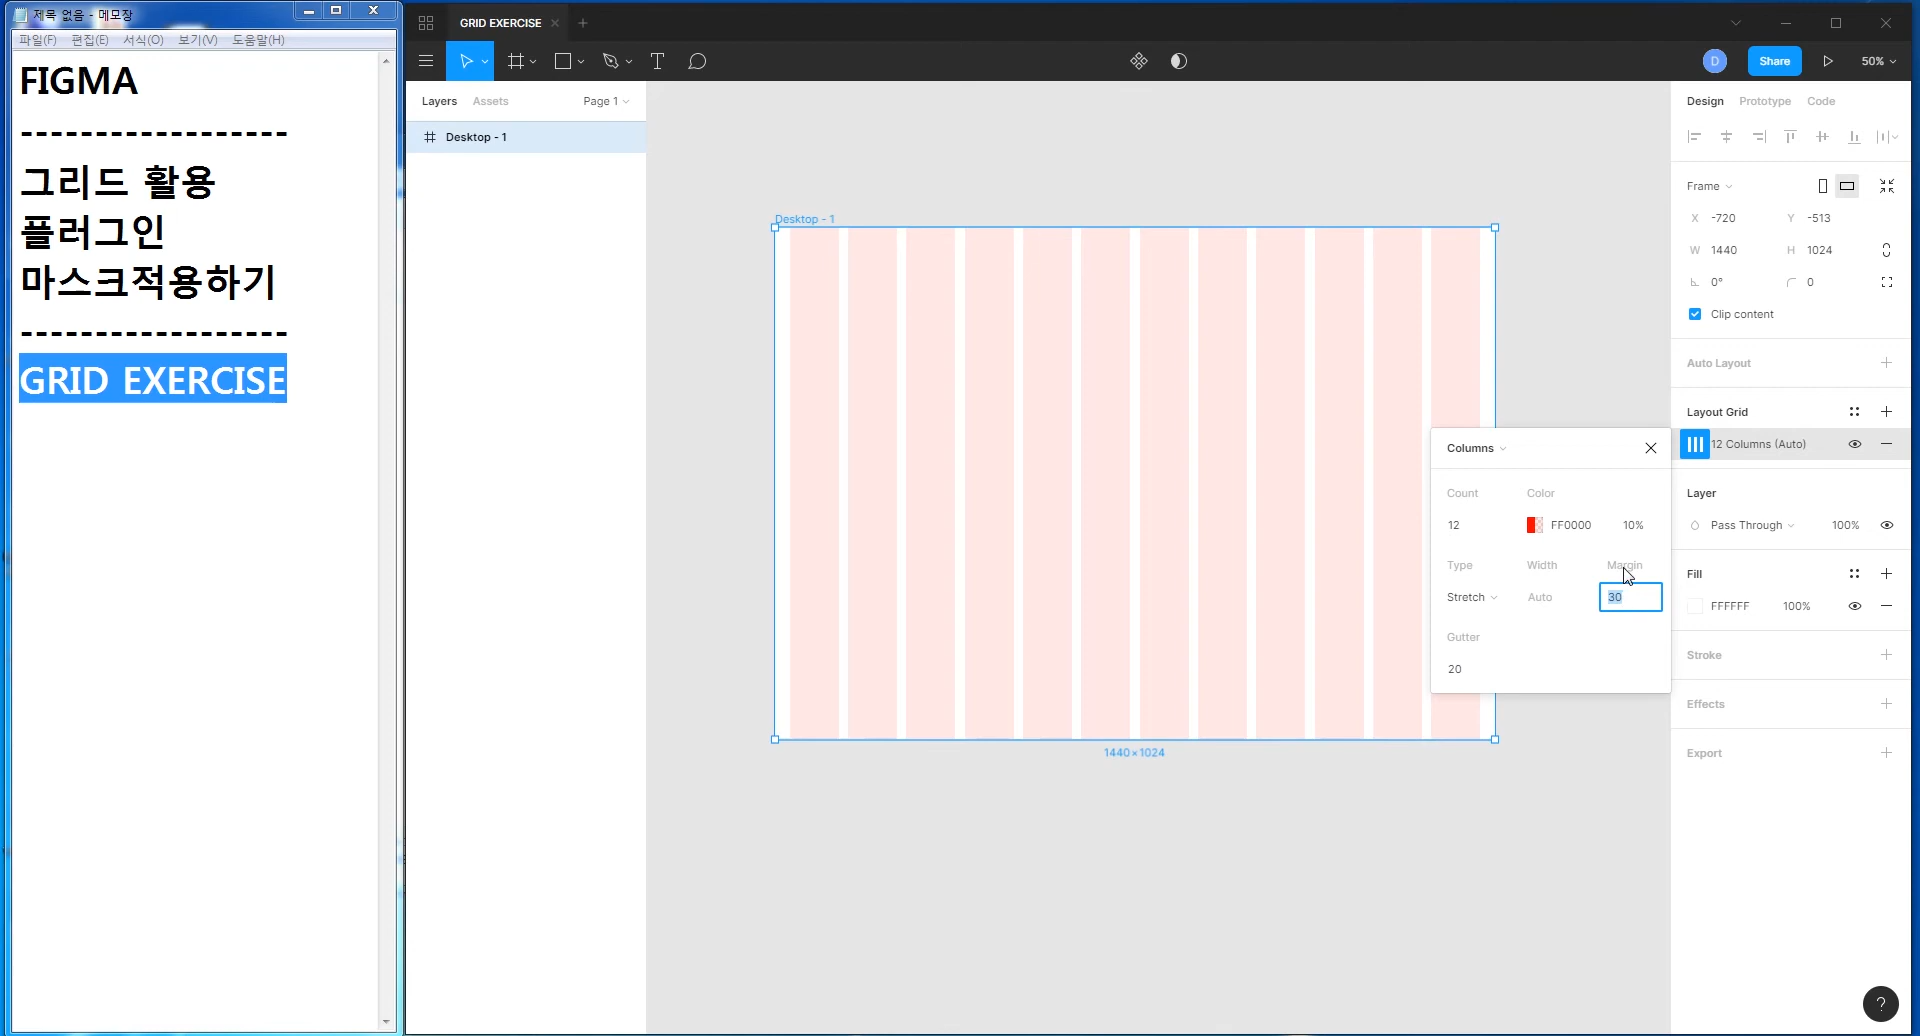 제목 없음 - 메모장
파일(F) 편집(E) 서식(O) 보기(V) 도움말(H)
FIGMA
------------------
그리드 활용
플러그인
마스크적용하기
------------------
GRID EXERCISE
GRID EXERCISE
D
Share
50%
Layers Assets Page 1
Desktop - 1
Desktop - 1
1440 × 1024
Columns
Count Color
12 FF0000 10%
Type Width Margin
Stretch Auto 30
Gutter
20
Design Prototype Code
Frame
X -720 Y -513
W 1440 H 1024
0° 0
Clip content
Auto Layout
Layout Grid
12 Columns (Auto)
Layer
Pass Through 100%
Fill
FFFFFF 100%
Stroke
Effects
Export
?